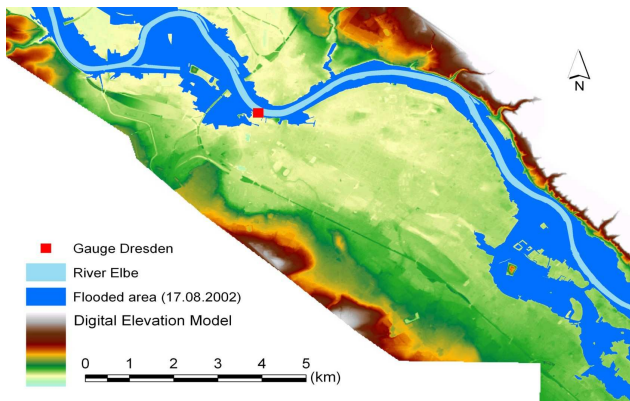 N
Gauge Dresden
River Elbe
Flooded area (17.08.2002)
Digital Elevation Model
0 1 2 3 4 5
(km)